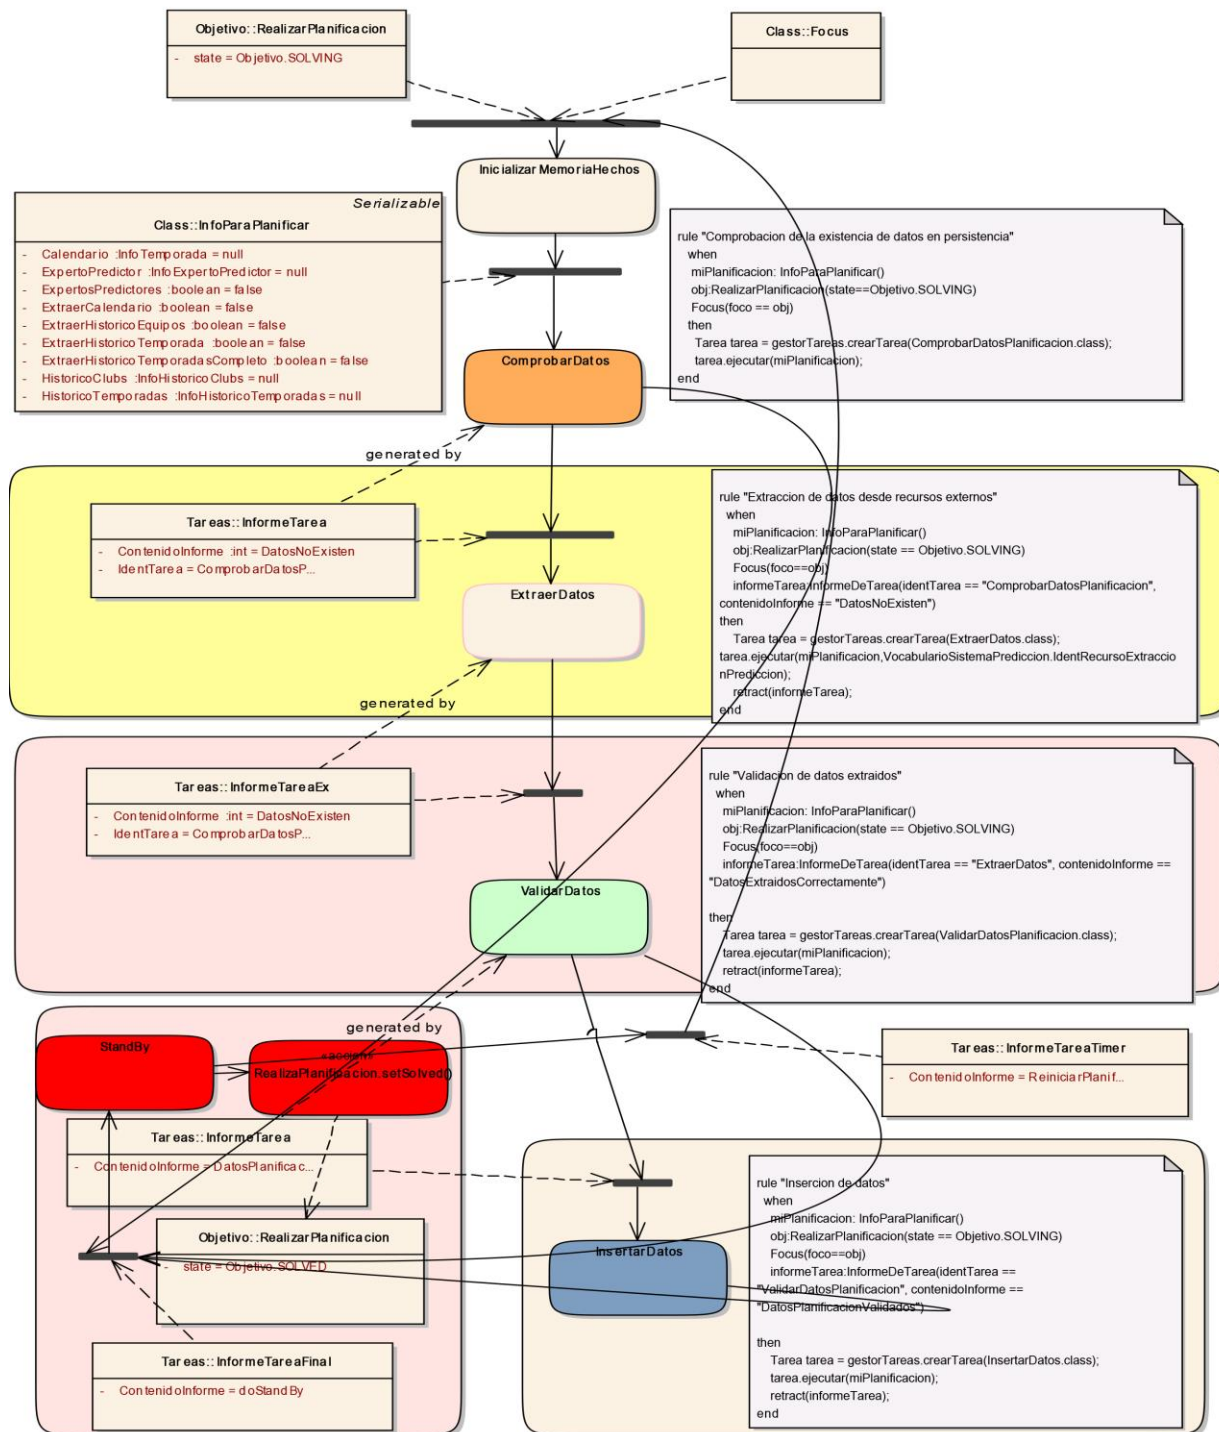 Objetivo::RealizarPlanificacion
- state = Objetivo.SOLVING
Class::Focus
InicializarMemoriaHechos
Serializable
Class::InfoParaPlanificar
- Calendario :InfoTemporada = null
- ExpertoPredictor :InfoExpertoPredictor = null
- ExpertosPredictores :boolean = false
- ExtraerCalendario :boolean = false
- ExtraerHistoricoEquipos :boolean = false
- ExtraerHistoricoTemporada :boolean = false
- ExtraerHistoricoTemporadasCompleto :boolean = false
- HistoricoClubs :InfoHistoricoClubs = null
- HistoricoTemporadas :InfoHistoricoTemporadas = null
rule "Comprobacion de la existencia de datos en persistencia"
when
miPlanificacion: InfoParaPlanificar()
obj:RealizarPlanificacion(state==Objetivo.SOLVING)
Focus(foco == obj)
then
Tarea tarea = gestorTareas.crearTarea(ComprobarDatosPlanificacion.class);
tarea.ejecutar(miPlanificacion);
end
ComprobarDatos
generated by
Tareas::InformeTarea
- ContenidoInforme :int = DatosNoExisten
- IdentTarea = ComprobarDatosP...
ExtraerDatos
rule "Extraccion de datos desde recursos externos"
when
miPlanificacion: InfoParaPlanificar()
obj:RealizarPlanificacion(state == Objetivo.SOLVING)
Focus(foco==obj)
informeTarea:InformeDeTarea(identTarea == "ComprobarDatosPlanificacion",
contenidoInforme == "DatosNoExisten")
then
Tarea tarea = gestorTareas.crearTarea(ExtraerDatos.class);
tarea.ejecutar(miPlanificacion,VocabularioSistemaPrediccion.IdentRecursoExtraccio
nPrediccion);
retract(informeTarea);
end
generated by
Tareas::InformeTareaEx
- ContenidoInforme :int = DatosNoExisten
- IdentTarea = ComprobarDatosP...
ValidarDatos
rule "Validacion de datos extraidos"
when
miPlanificacion: InfoParaPlanificar()
obj:RealizarPlanificacion(state == Objetivo.SOLVING)
Focus(foco==obj)
informeTarea:InformeDeTarea(identTarea == "ExtraerDatos", contenidoInforme ==
"DatosExtraidosCorrectamente")
then
Tarea tarea = gestorTareas.crearTarea(ValidarDatosPlanificacion.class);
tarea.ejecutar(miPlanificacion);
retract(informeTarea);
end
generated by
StandBy
RealizaPlanificacion.setSolved()
Tareas::InformeTareaTimer
- ContenidoInforme = ReiniciarPlanif...
Tareas::InformeTarea
- ContenidoInforme = DatosPlanificac...
Objetivo::RealizarPlanificacion
- state = Objetivo.SOLVED
Tareas::InformeTareaFinal
- ContenidoInforme = doStandBy
InsertarDatos
rule "Insercion de datos"
when
miPlanificacion: InfoParaPlanificar()
obj:RealizarPlanificacion(state == Objetivo.SOLVING)
Focus(foco==obj)
informeTarea:InformeDeTarea(identTarea ==
"ValidarDatosPlanificacion", contenidoInforme ==
"DatosPlanificacionValidados")
then
Tarea tarea = gestorTareas.crearTarea(InsertarDatos.class);
tarea.ejecutar(miPlanificacion);
retract(informeTarea);
end